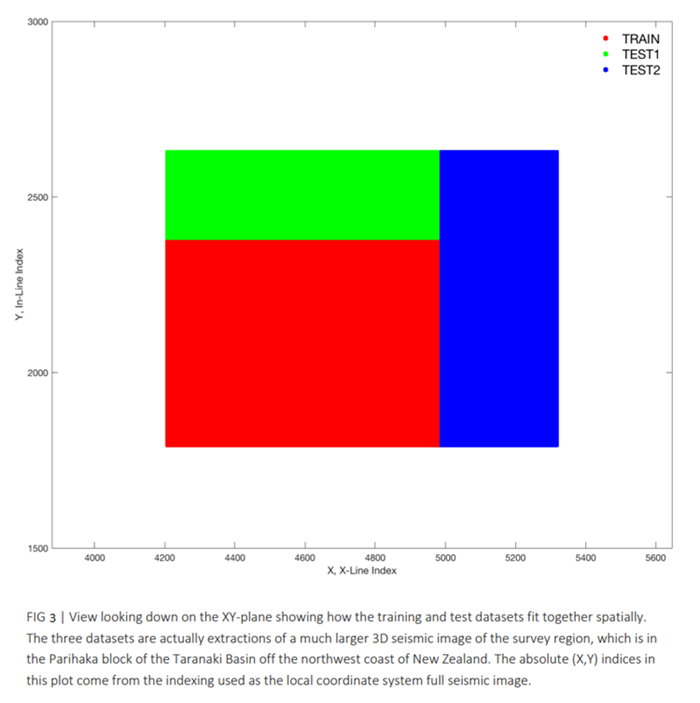 3000
TRAIN
TEST1
TEST2
2500
Y, In-Line Index
2000
1500
4000 4200 4400 4600 4800 5000 5200 5400 5600
X, X-Line Index
FIG 3 | View looking down on the XY-plane showing how the training and test datasets fit together spatially.
The three datasets are actually extractions of a much larger 3D seismic image of the survey region, which is in
the Parihaka block of the Taranaki Basin off the northwest coast of New Zealand. The absolute (X,Y) indices in
this plot come from the indexing used as the local coordinate system full seismic image.